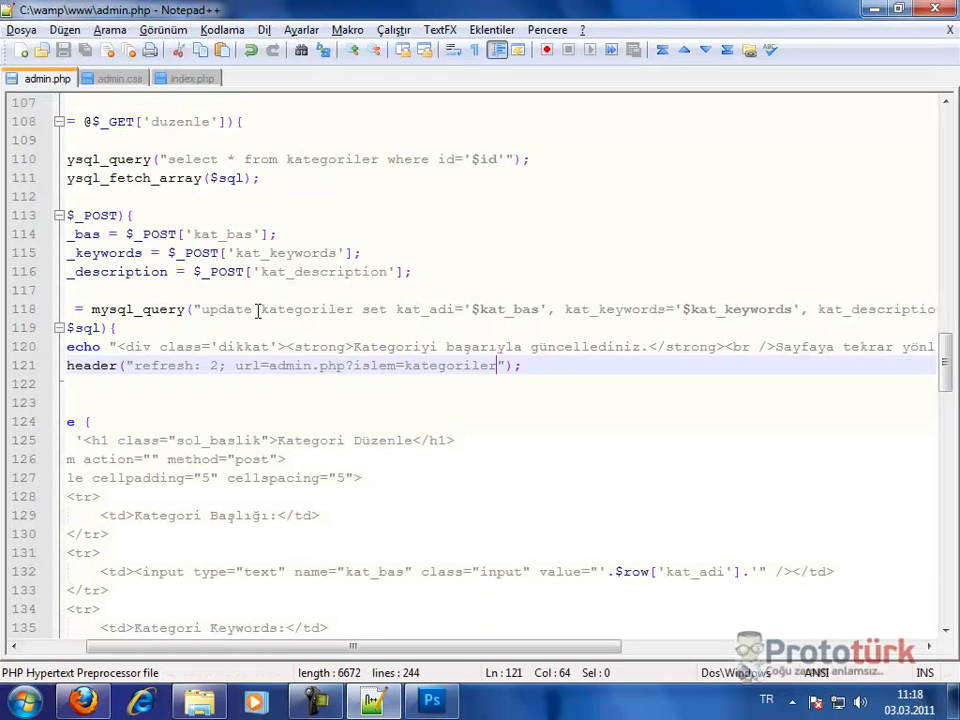 C:\wamp\www\admin.php - Notepad++
Dosya Düzen Arama Görünüm Kodlama Dil Ayarlar Makro Çalıştır TextFX Eklentiler Pencere ? X
admin.php admin.css index.php
107
108 = @$_GET['duzenle']){
109
110 ysql_query("select * from kategoriler where id='$id'");
111 ysql_fetch_array($sql);
112
113 $_POST){
114 _bas = $_POST['kat_bas'];
115 _keywords = $_POST['kat_keywords'];
116 _description = $_POST['kat_description'];
117
118 = mysql_query("update kategoriler set kat_adi='$kat_bas', kat_keywords='$kat_keywords', kat_descriptio
119 $sql){
120 echo "<div class='dikkat'><strong>Kategoriyi başarıyla güncellediniz.</strong><br />Sayfaya tekrar yönl
121 header("refresh: 2; url=admin.php?islem=kategoriler");
122
123
124 e {
125 '<h1 class="sol_baslik">Kategori Düzenle</h1>
126 m action="" method="post">
127 le cellpadding="5" cellspacing="5">
128 <tr>
129 <td>Kategori Başlığı:</td>
130 </tr>
131 <tr>
132 <td><input type="text" name="kat_bas" class="input" value="'.$row['kat_adi'].'" /></td>
133 </tr>
134 <tr>
135 <td>Kategori Keywords:</td>
Prototürk
PHP Hypertext Preprocessor file length : 6672 lines : 244 Ln : 121 Col : 64 Sel : 0 Dos\Windows ANSI INS
Ps TR 11:18
03.03.2011